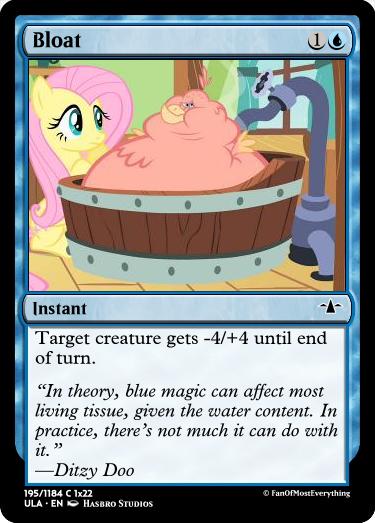 Bloat 1
Instant
Target creature gets -4/+4 until end
of turn.
“In theory, blue magic can affect most
living tissue, given the water content. In
practice, there's not much it can do with
it.”
—Ditzy Doo
195/1184 C 1x22
ULA • EN HASBRO STUDIOS
© FanOfMostEverything